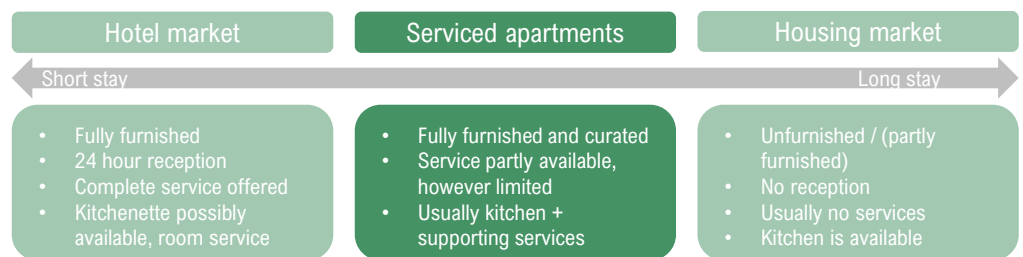 Hotel market
Serviced apartments
Housing market
Short stay
Long stay
• Fully furnished
• 24 hour reception
• Complete service offered
• Kitchenette possibly
available, room service
• Fully furnished and curated
• Service partly available,
however limited
• Usually kitchen +
supporting services
• Unfurnished / (partly
furnished)
• No reception
• Usually no services
• Kitchen is available